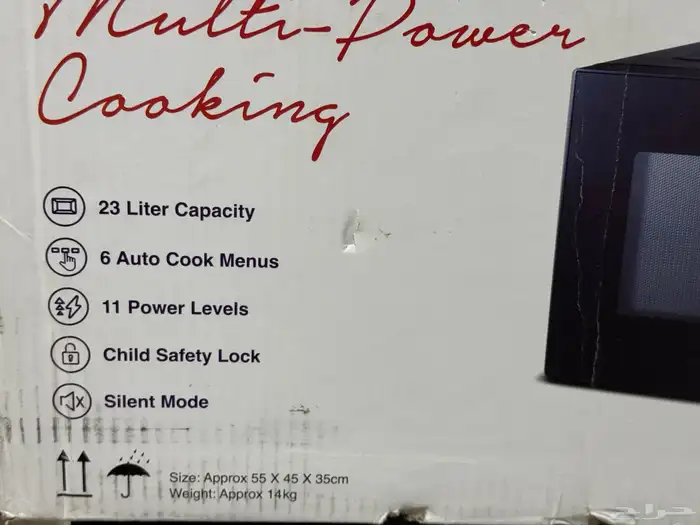 Multi-Power
Cooking
23 Liter Capacity
6 Auto Cook Menus
11 Power Levels
Child Safety Lock
Silent Mode
Size: Approx 55 X 45 X 35cm
Weight: Approx 14kg
حراج